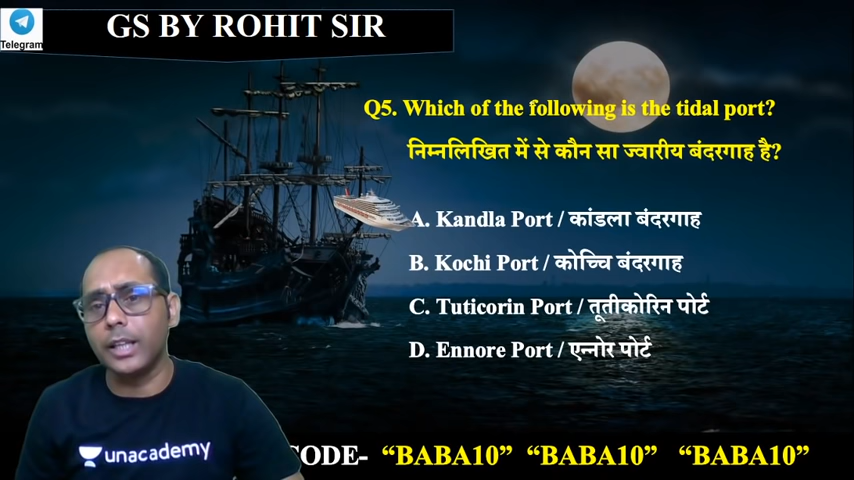 Telegram
GS BY ROHIT SIR
Q5. Which of the following is the tidal port?
निम्नलिखित में से कौन सा ज्वारीय बंदरगाह है?
A. Kandla Port / कांडला बंदरगाह
B. Kochi Port / कोच्चि बंदरगाह
C. Tuticorin Port / तूतीकोरिन पोर्ट
D. Ennore Port / एन्नोर पोर्ट
unacademy
CODE- “BABA10” “BABA10” “BABA10”